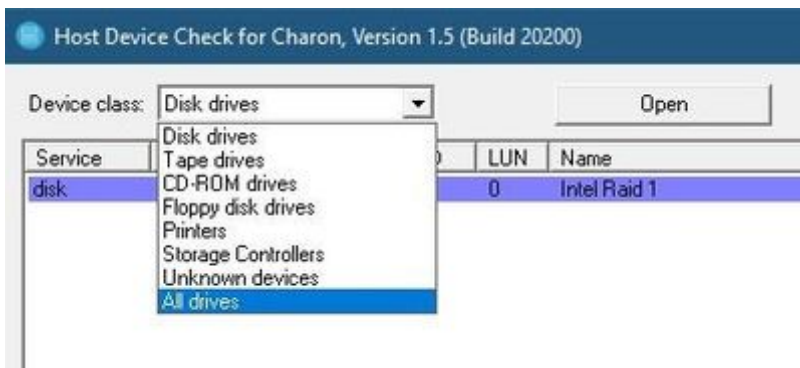 Host Device Check for Charon, Version 1.5 (Build 20200)
Device class: Disk drives Open
Disk drives
Service Tape drives LUN Name
disk CD-ROM drives 0 Intel Raid 1
Floppy disk drives
Printers
Storage Controllers
Unknown devices
All drives